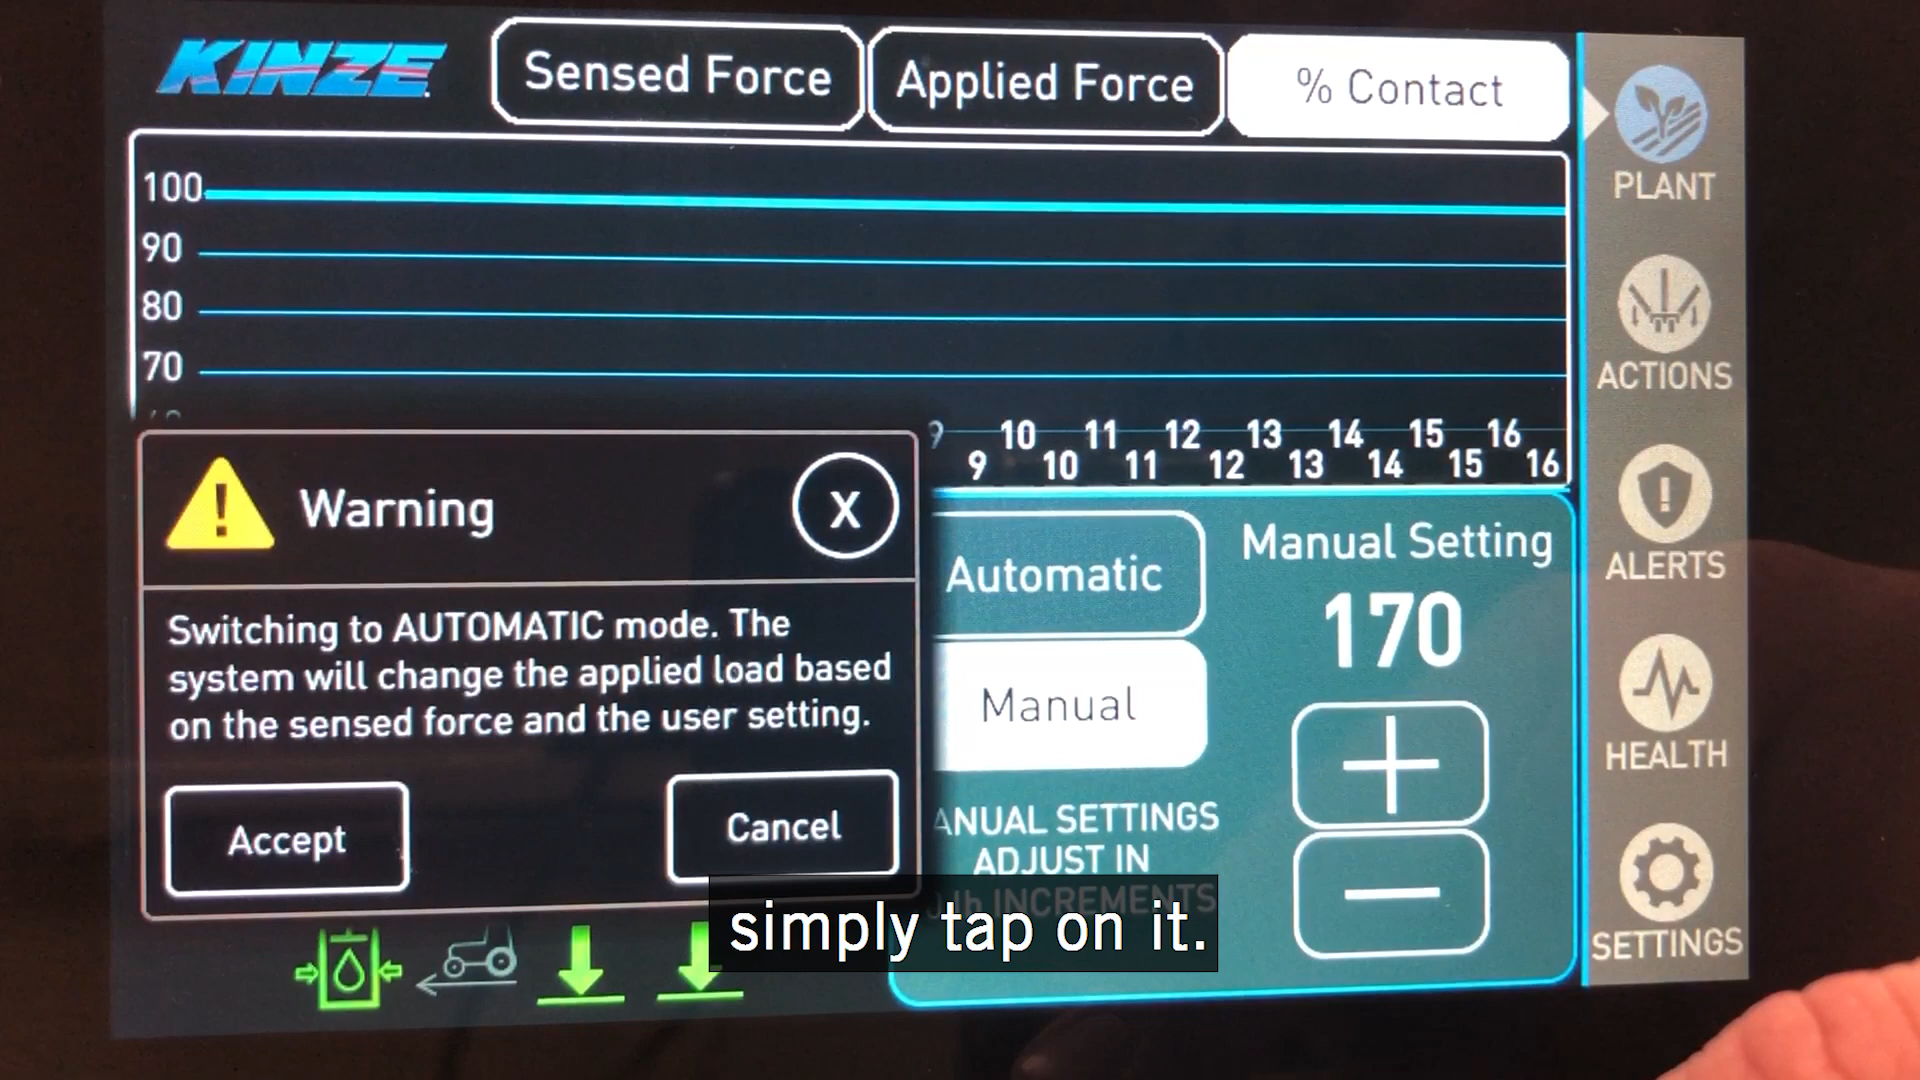 KINZE
Sensed Force
Applied Force
% Contact
100
90
80
70
9 10 11 12 13 14 15 16
9 10 11 12 13 14 15 16
Warning
X
Switching to AUTOMATIC mode. The
system will change the applied load based
on the sensed force and the user setting.
Accept
Cancel
Automatic
Manual
ANUAL SETTINGS
ADJUST IN
INCREMENTS
Manual Setting
170
+
−
PLANT
ACTIONS
ALERTS
HEALTH
SETTINGS
simply tap on it.